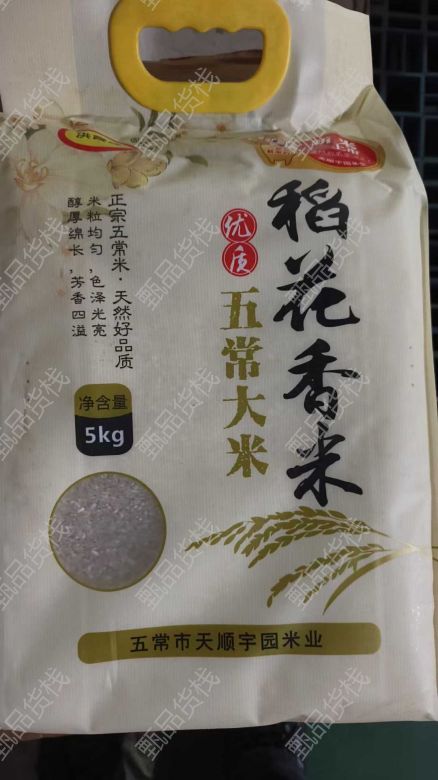 稻花香米
优质
五常大米
正宗五常米·天然好品质
米粒均匀，色泽光亮
醇厚绵长，芳香四溢
净含量
5kg
五常市天顺宇园米业
甄品货栈